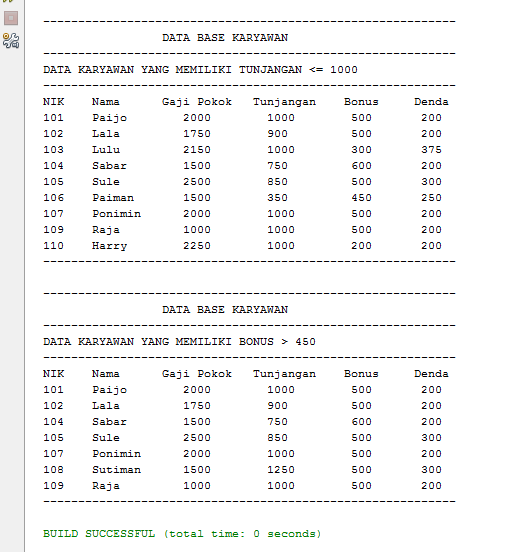 -----------------------------------------------------------
DATA BASE KARYAWAN
-----------------------------------------------------------
DATA KARYAWAN YANG MEMILIKI TUNJANGAN <= 1000
-----------------------------------------------------------
NIK    Nama      Gaji Pokok   Tunjangan    Bonus     Denda
101    Paijo        2000        1000        500       200
102    Lala         1750        900         500       200
103    Lulu         2150        1000        300       375
104    Sabar        1500        750         600       200
105    Sule         2500        850         500       300
106    Paiman       1500        350         450       250
107    Ponimin      2000        1000        500       200
109    Raja         1000        1000        500       200
110    Harry        2250        1000        200       200
-----------------------------------------------------------
-----------------------------------------------------------
DATA BASE KARYAWAN
-----------------------------------------------------------
DATA KARYAWAN YANG MEMILIKI BONUS > 450
-----------------------------------------------------------
NIK    Nama      Gaji Pokok   Tunjangan    Bonus     Denda
101    Paijo        2000        1000        500       200
102    Lala         1750        900         500       200
104    Sabar        1500        750         600       200
105    Sule         2500        850         500       300
107    Ponimin      2000        1000        500       200
108    Sutiman      1500        1250        500       300
109    Raja         1000        1000        500       200
-----------------------------------------------------------
BUILD SUCCESSFUL (total time: 0 seconds)